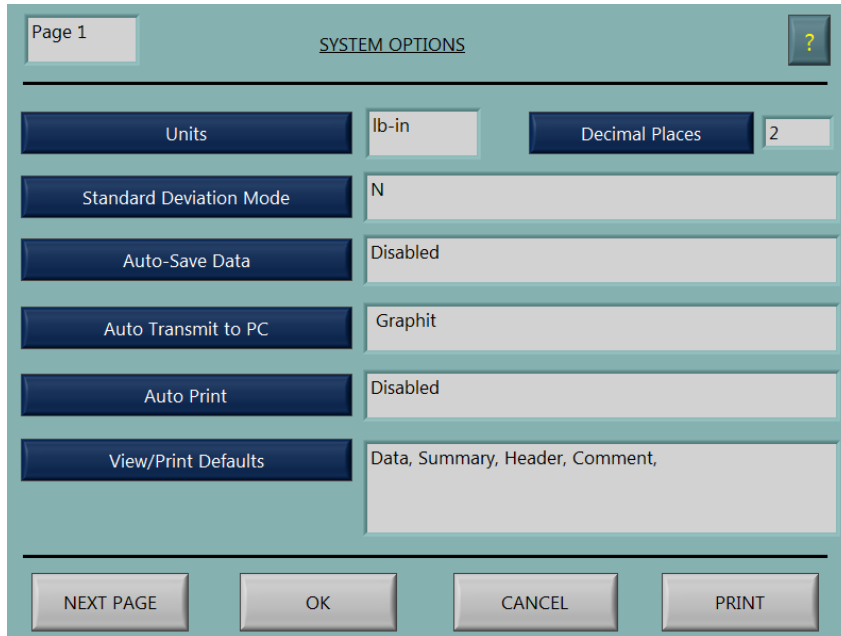 Page 1
SYSTEM OPTIONS
?
Units
lb-in
Decimal Places
2
Standard Deviation Mode
N
Auto-Save Data
Disabled
Auto Transmit to PC
Graphit
Auto Print
Disabled
View/Print Defaults
Data, Summary, Header, Comment,
NEXT PAGE
OK
CANCEL
PRINT